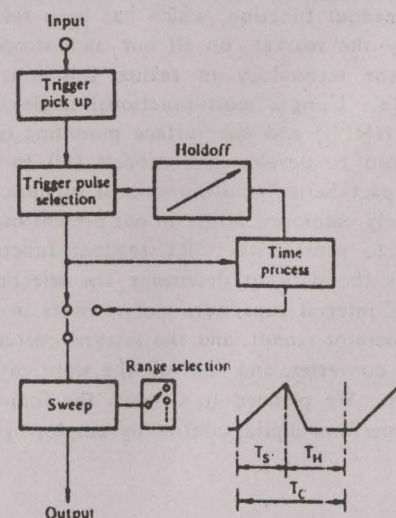 Input
Trigger
pick up
Holdoff
Trigger pulse
selection
Time
process
Range selection
Sweep
T_S
T_H
T_C
Output